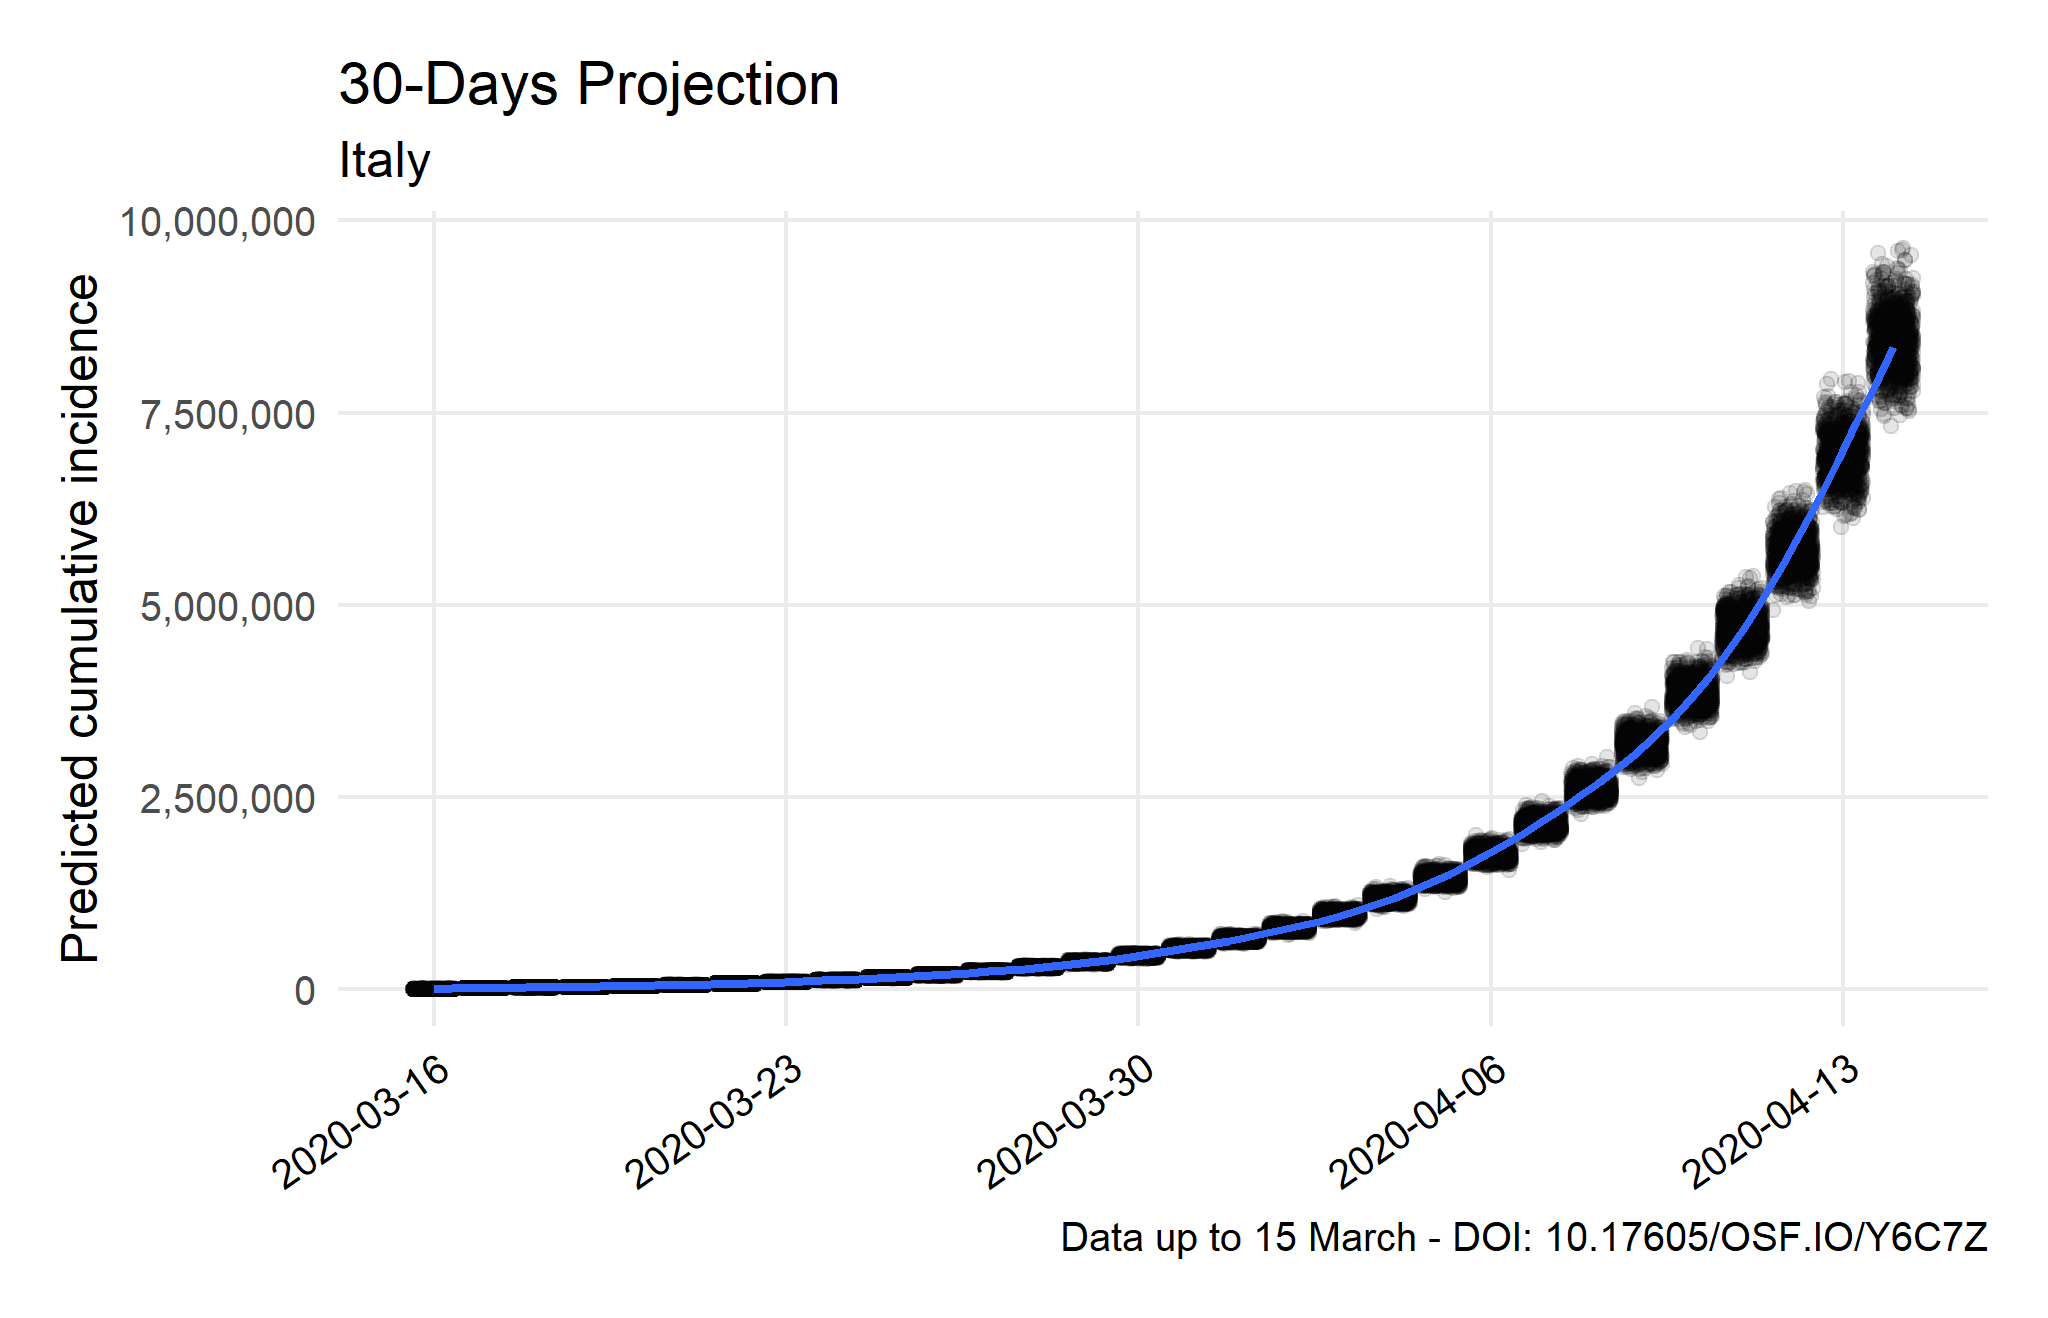 30-Days Projection
Italy
Predicted cumulative incidence
10,000,000
7,500,000
5,000,000
2,500,000
0
2020-03-16
2020-03-23
2020-03-30
2020-04-06
2020-04-13
Data up to 15 March - DOI: 10.17605/OSF.IO/Y6C7Z